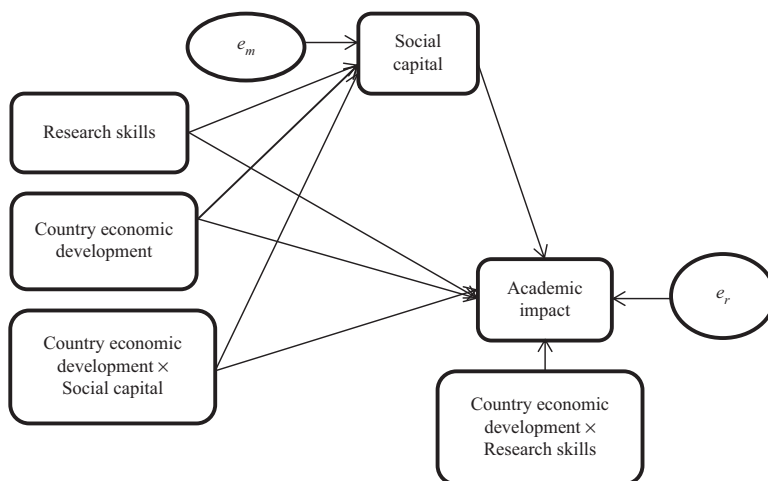 e_m
Social
capital
Research skills
Country economic
development
Academic
impact
e_r
Country economic
development ×
Social capital
Country economic
development ×
Research skills